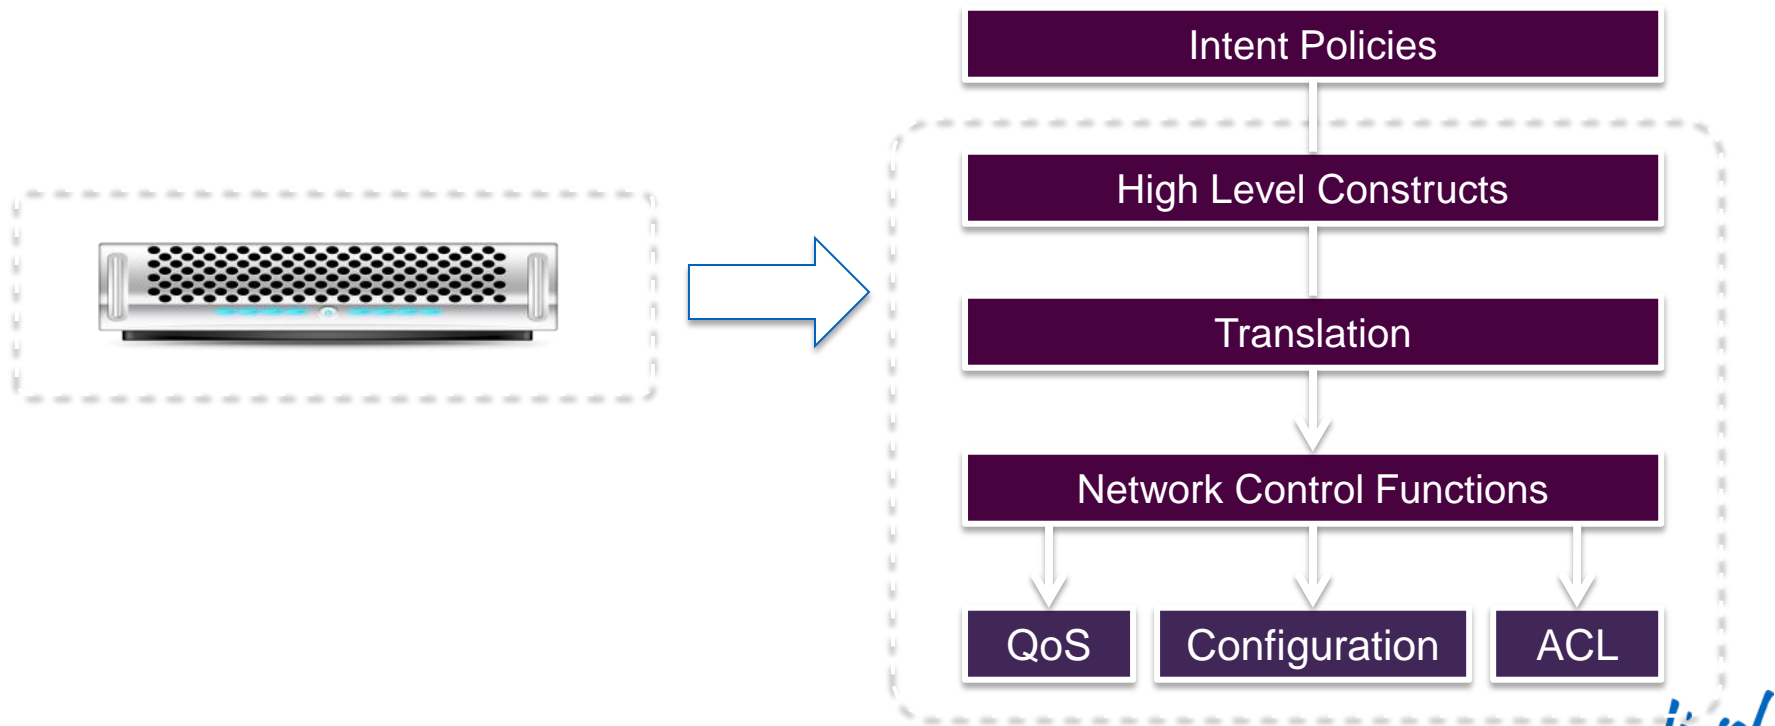 Intent Policies
High Level Constructs
Translation
Network Control Functions
QoS Configuration ACL